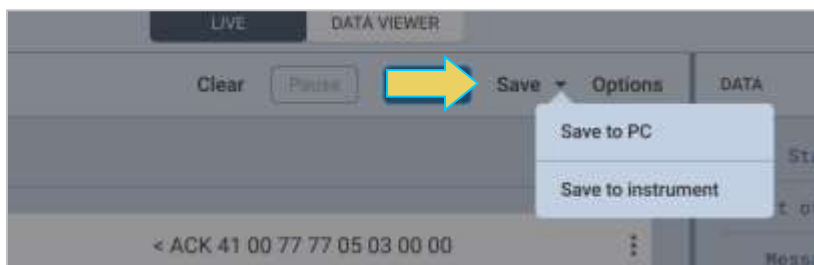 LIVE DATA VIEWER
Clear Pause Save Options DATA
Save to PC
Save to instrument
< ACK 41 00 77 77 05 03 00 00